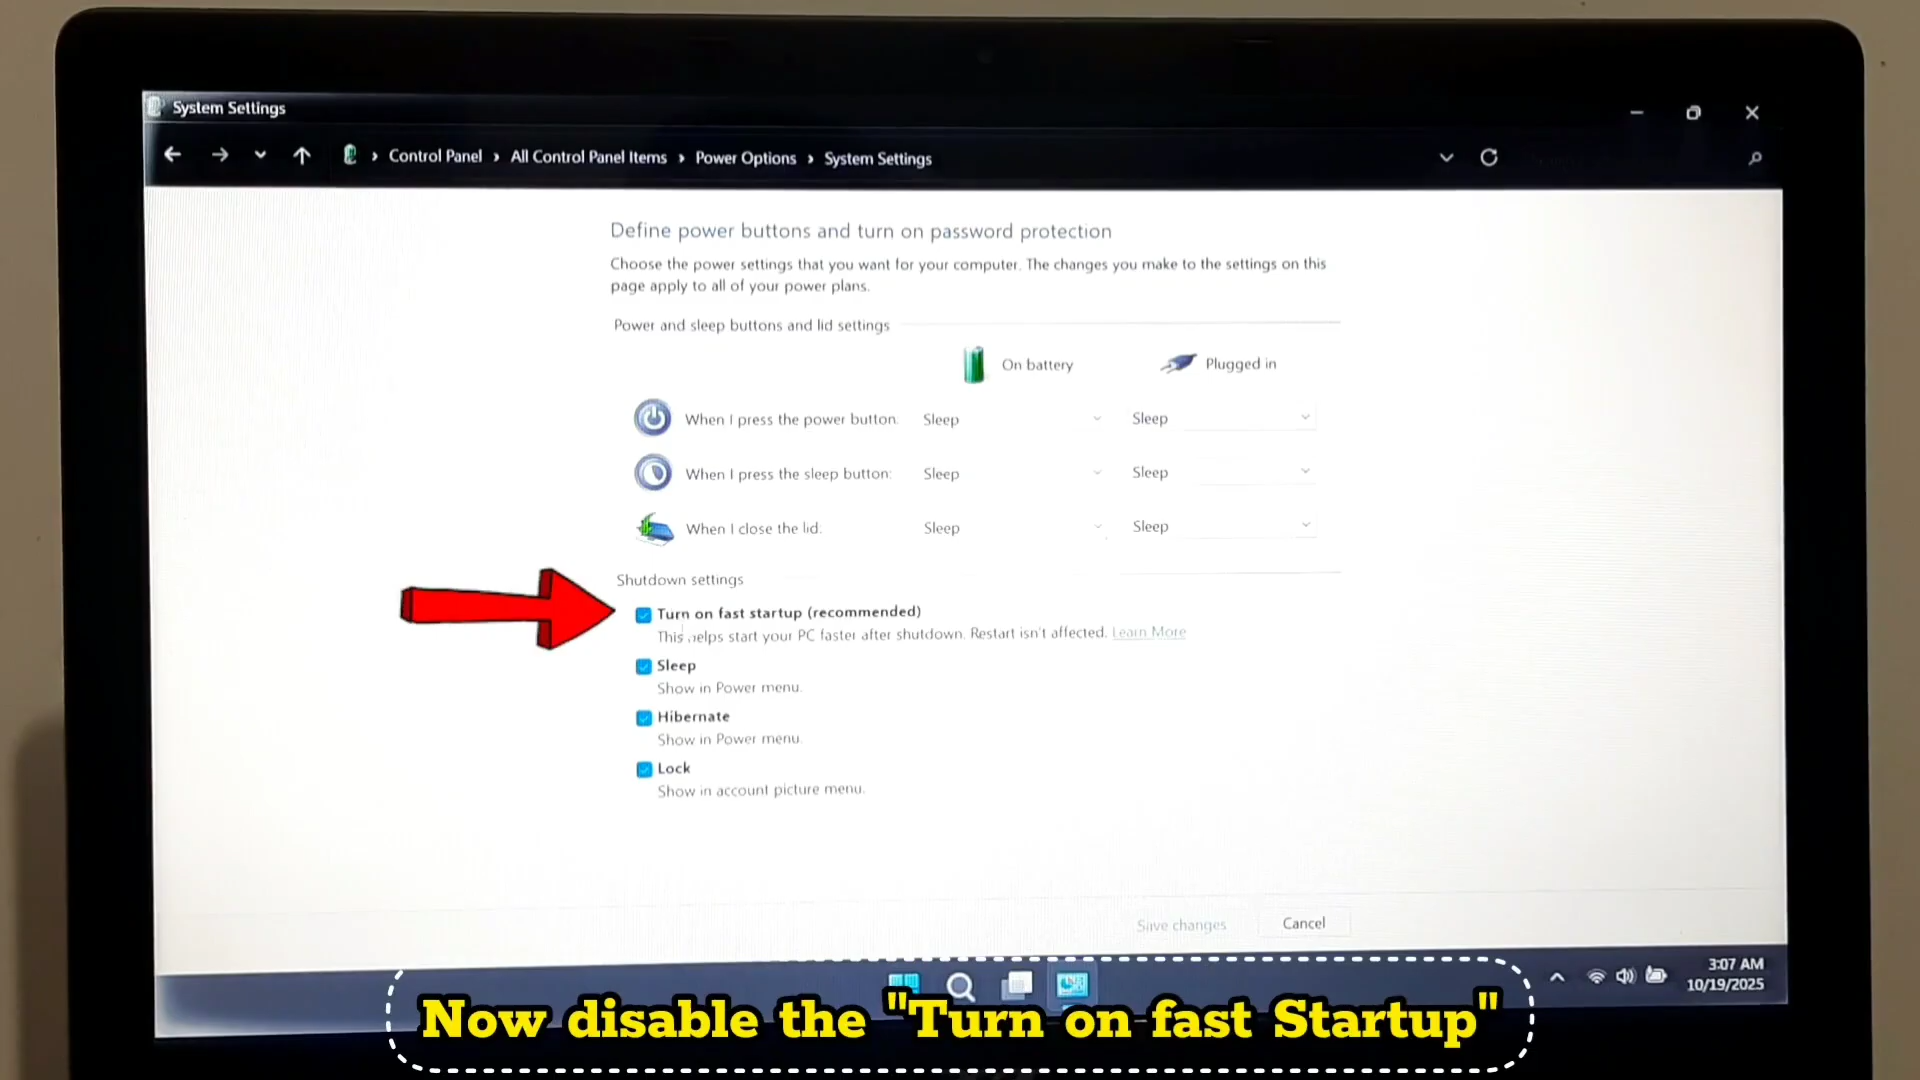 System Settings
Control Panel › All Control Panel Items › Power Options › System Settings
Define power buttons and turn on password protection
Choose the power settings that you want for your computer. The changes you make to the settings on this
page apply to all of your power plans.
Power and sleep buttons and lid settings
On battery Plugged in
When I press the power button: Sleep Sleep
When I press the sleep button: Sleep Sleep
When I close the lid: Sleep Sleep
Shutdown settings
Turn on fast startup (recommended)
This helps start your PC faster after shutdown. Restart isn't affected. Learn More
Sleep
Show in Power menu.
Hibernate
Show in Power menu.
Lock
Show in account picture menu.
Save changes Cancel
3:07 AM
10/19/2025
Now disable the "Turn on fast Startup"